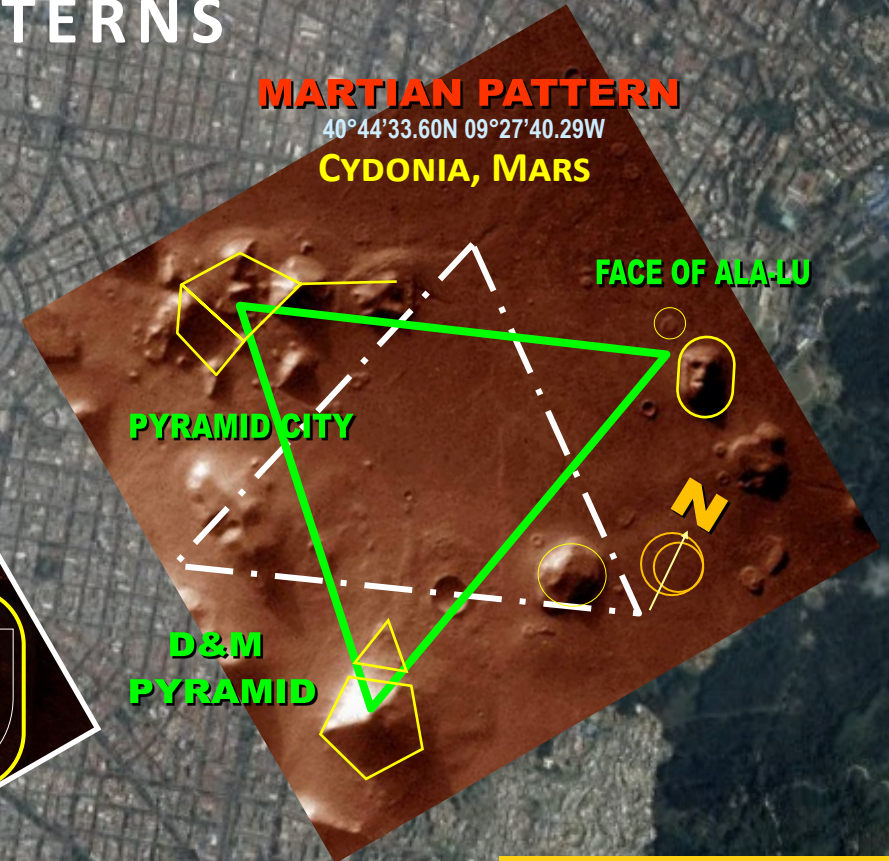 TERNS
MARTIAN PATTERN
40°44’33.60N 09°27’40.29W
CYDONIA, MARS
FACE OF ALA-LU
PYRAMID CITY
N
D&M
PYRAMID